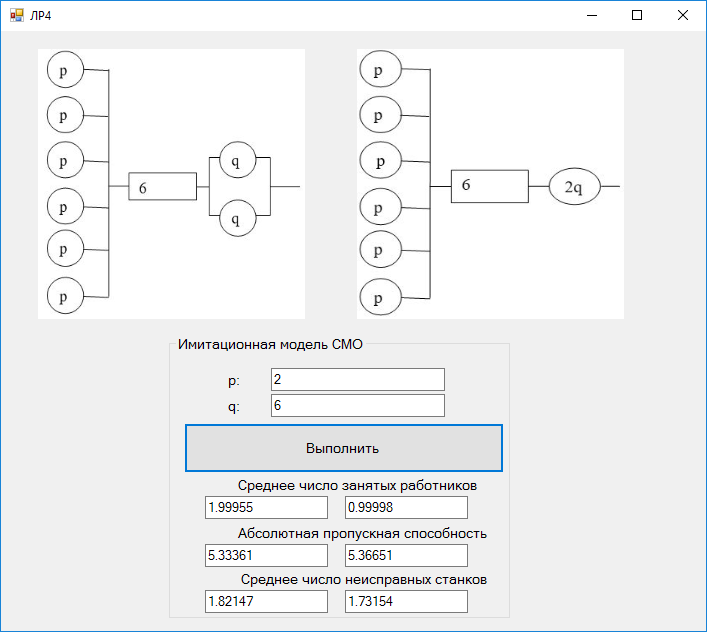 ЛР4
p
p
p
p
p
p
6
q
q
p
p
p
p
p
p
6
2q
Имитационная модель СМО
p: 2
q: 6
Выполнить
Среднее число занятых работников
1.99955 0.99998
Абсолютная пропускная способность
5.33361 5.36651
Среднее число неисправных станков
1.82147 1.73154